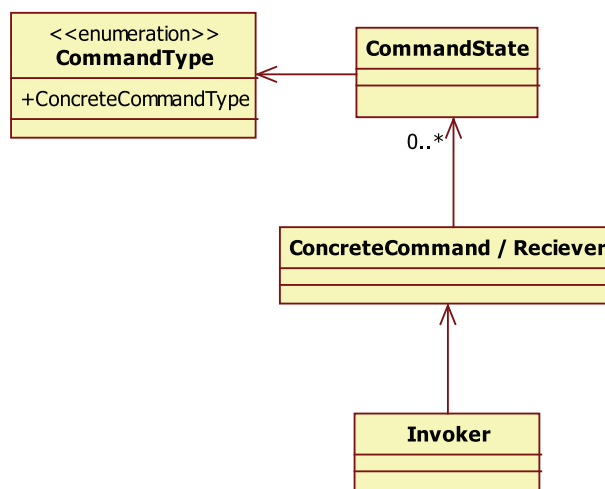 <<enumeration>>
CommandType
+ConcreteCommandType
CommandState
0..*
ConcreteCommand / Reciever
Invoker